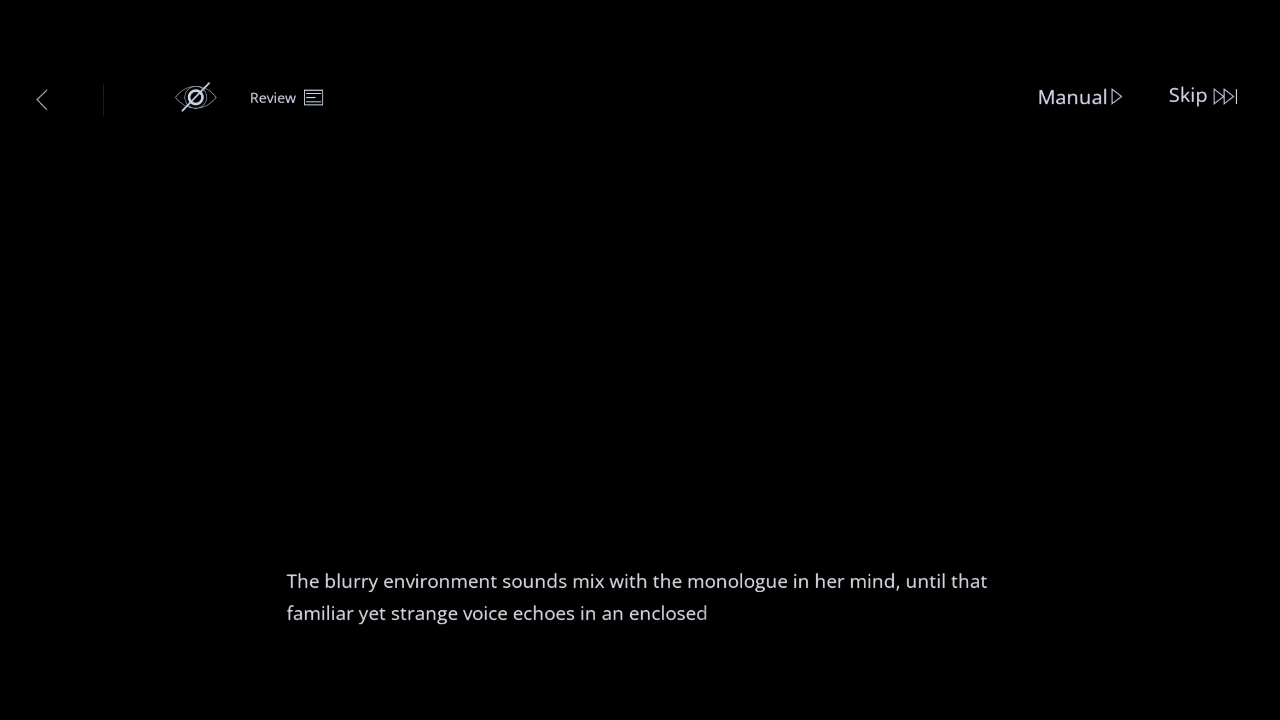 Review
Manual
Skip
The blurry environment sounds mix with the monologue in her mind, until that
familiar yet strange voice echoes in an enclosed